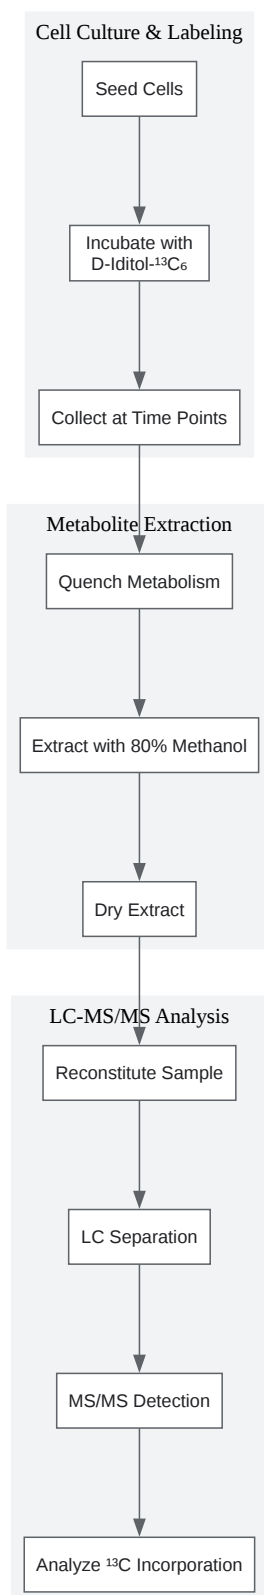 Cell Culture & Labeling
Seed Cells
Incubate with
D-Iditol-¹³C₆
Collect at Time Points
Metabolite Extraction
Quench Metabolism
Extract with 80% Methanol
Dry Extract
LC-MS/MS Analysis
Reconstitute Sample
LC Separation
MS/MS Detection
Analyze ¹³C Incorporation